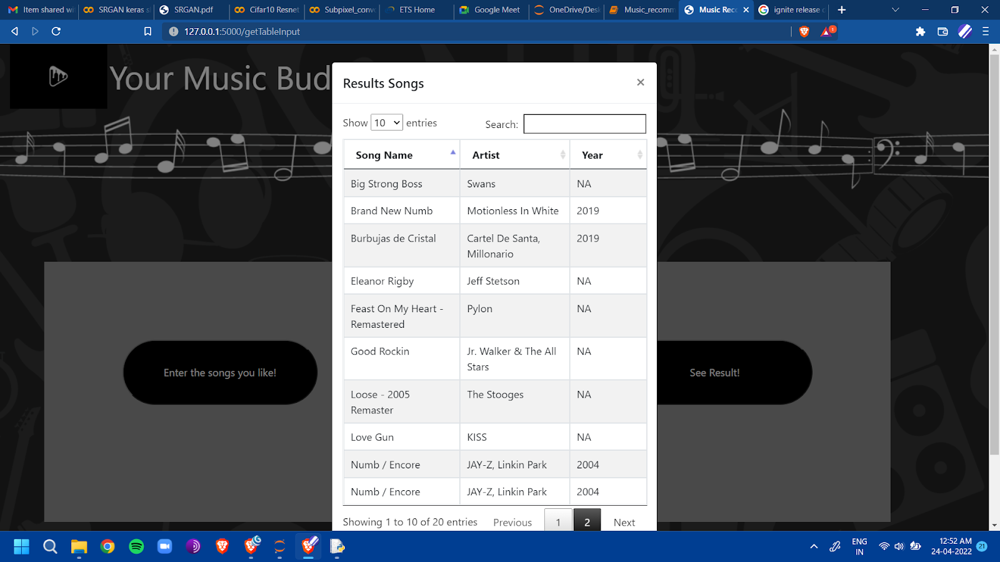 Item shared wi
SRGAN keras s
SRGAN.pdf
Cifar10 Resnet
Subpixel_conv
ETS Home
Google Meet
OneDrive/Desk
Music_recomm
Music Rec
ignite release
127.0.0.1:5000/getTableInput
1
Your Music Bud
Results Songs
×
Show 10 entries
Search:
Song Name Artist Year
Big Strong Boss Swans NA
Brand New Numb Motionless In White 2019
Burbujas de Cristal Cartel De Santa, 2019
Millonario
Eleanor Rigby Jeff Stetson NA
Feast On My Heart - Pylon NA
Remastered
Good Rockin Jr. Walker & The All NA
Stars
Loose - 2005 The Stooges NA
Remaster
Love Gun KISS NA
Numb / Encore JAY-Z, Linkin Park 2004
Numb / Encore JAY-Z, Linkin Park 2004
Showing 1 to 10 of 20 entries Previous 1 2 Next
Enter the songs you like!
See Result!
ENG
IN
12:52 AM
24-04-2022
21